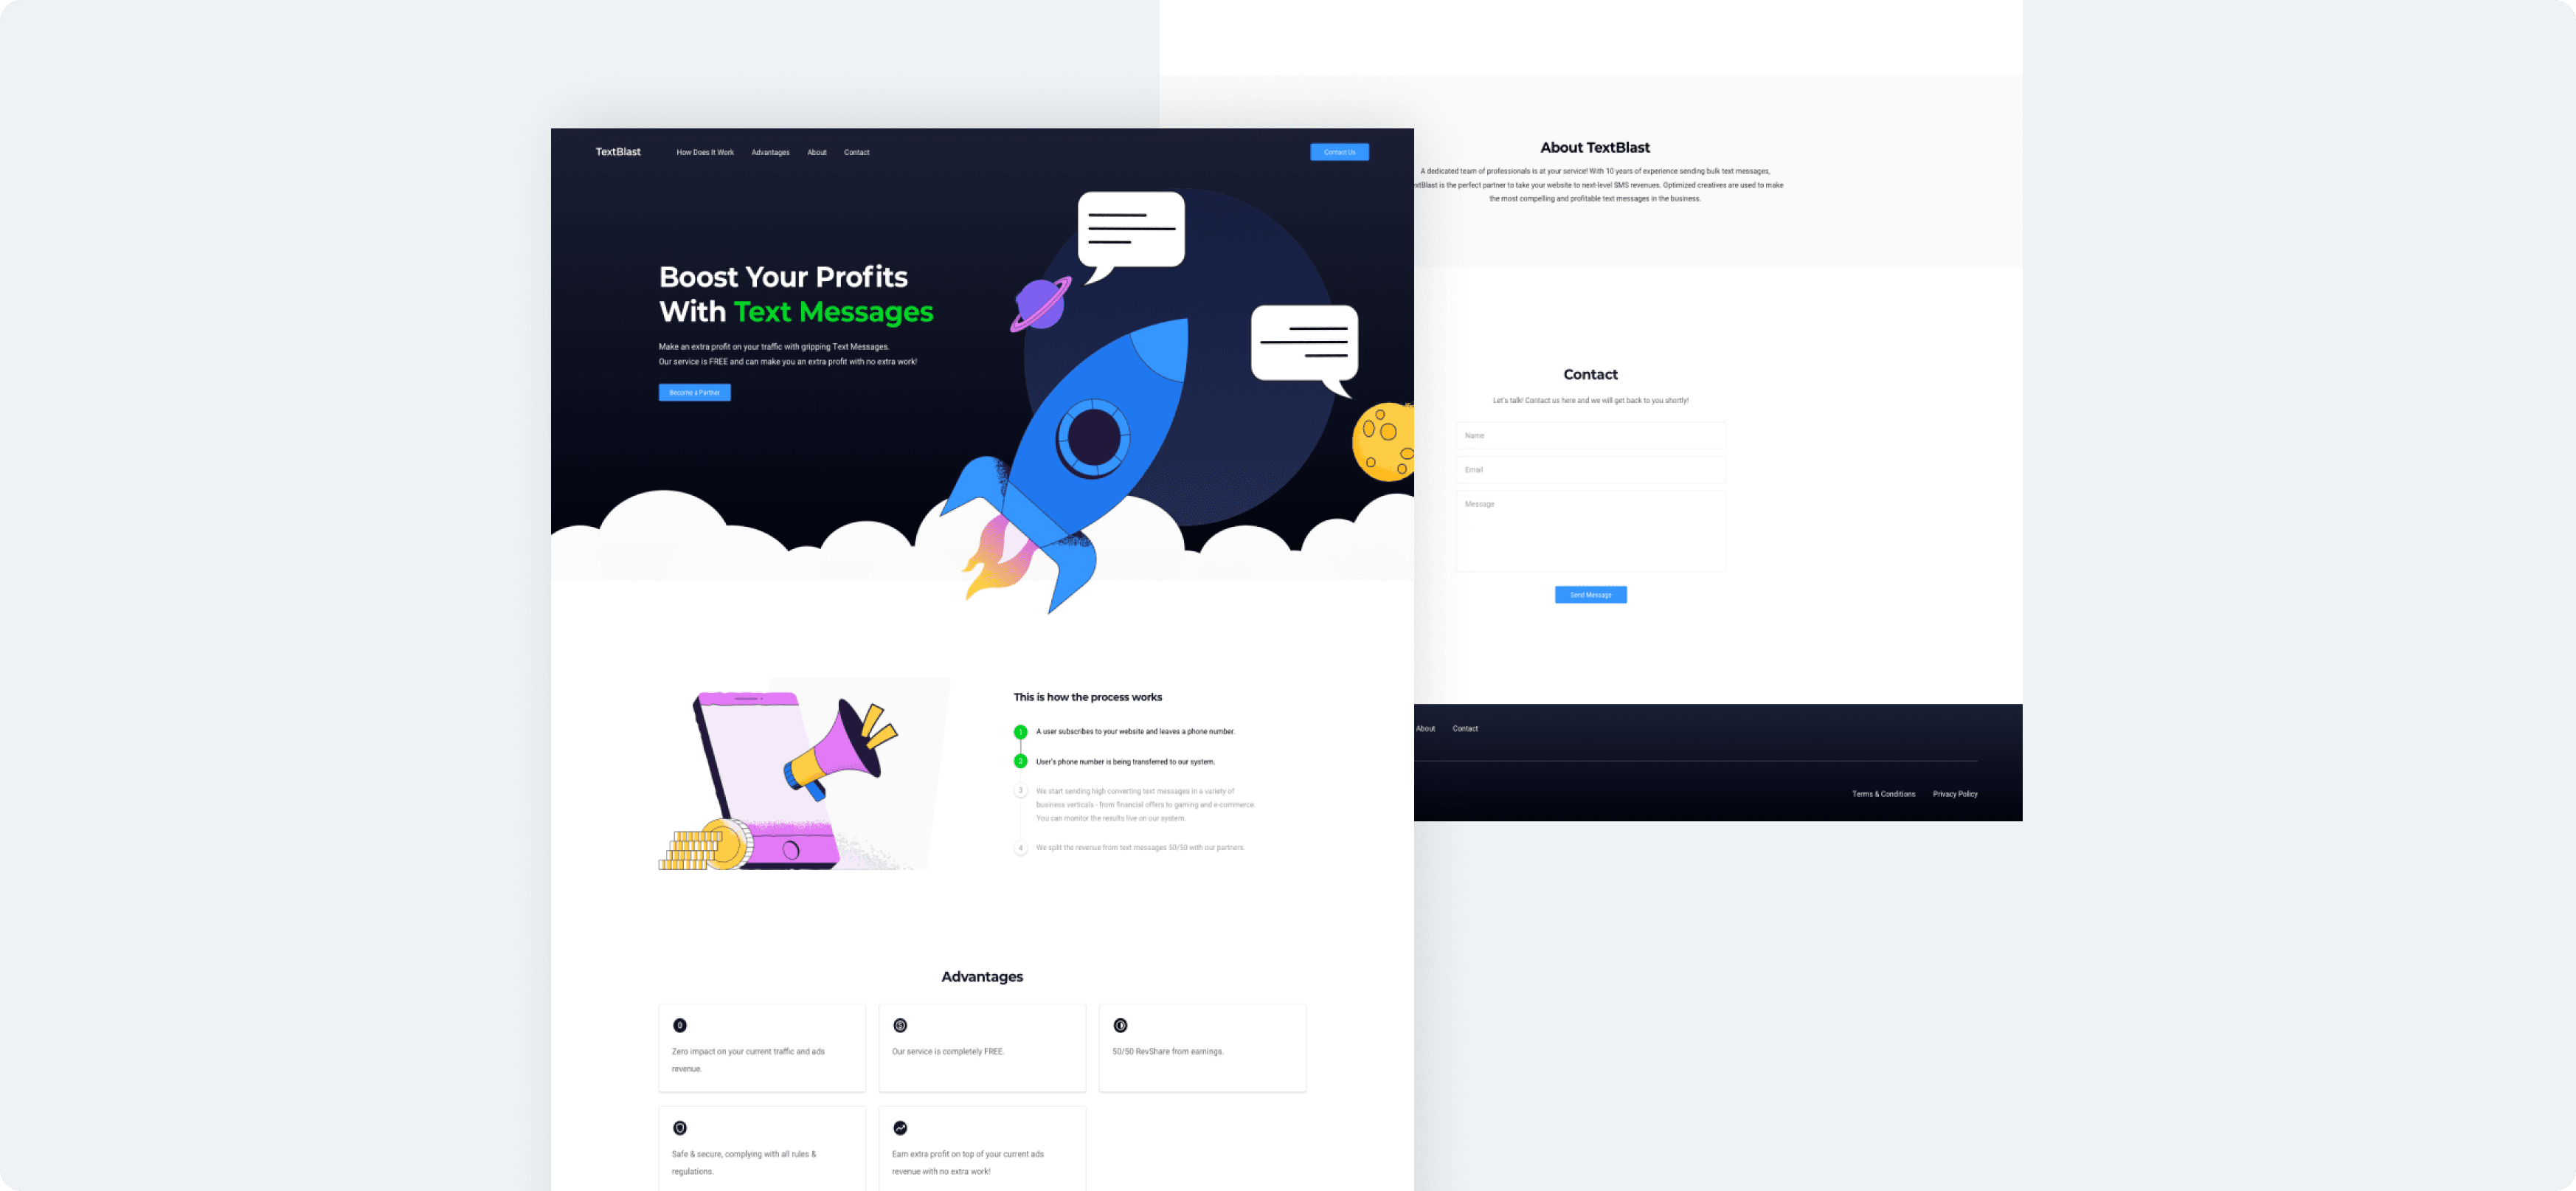 TextBlast
How Does It Work
Advantages
About
Contact
Contact Us
Boost Your Profits
With Text Messages
Make an extra profit on your traffic with gripping Text Messages.
Our service is FREE and can make you an extra profit with no extra work!
Become a Partner
This is how the process works
1
A user subscribes to your website and leaves a phone number.
2
User's phone number is being transferred to our system.
3
We start sending high converting text messages in a variety of
business verticals - from financial offers to gaming and e-commerce.
You can monitor the results live on our system.
4
We split the revenue from text messages 50/50 with our partners.
Advantages
0
Zero impact on your current traffic and ads
revenue.
Our service is completely FREE.
50/50 RevShare from earnings.
Safe & secure, complying with all rules &
regulations.
Earn extra profit on top of your current ads
revenue with no extra work!
About TextBlast
A dedicated team of professionals is at your service! With 10 years of experience sending bulk text messages,
extBlast is the perfect partner to take your website to next-level SMS revenues. Optimized creatives are used to make
the most compelling and profitable text messages in the business.
Contact
Let's talk! Contact us here and we will get back to you shortly!
Name
Email
Message
Send Message
About
Contact
Terms & Conditions
Privacy Policy